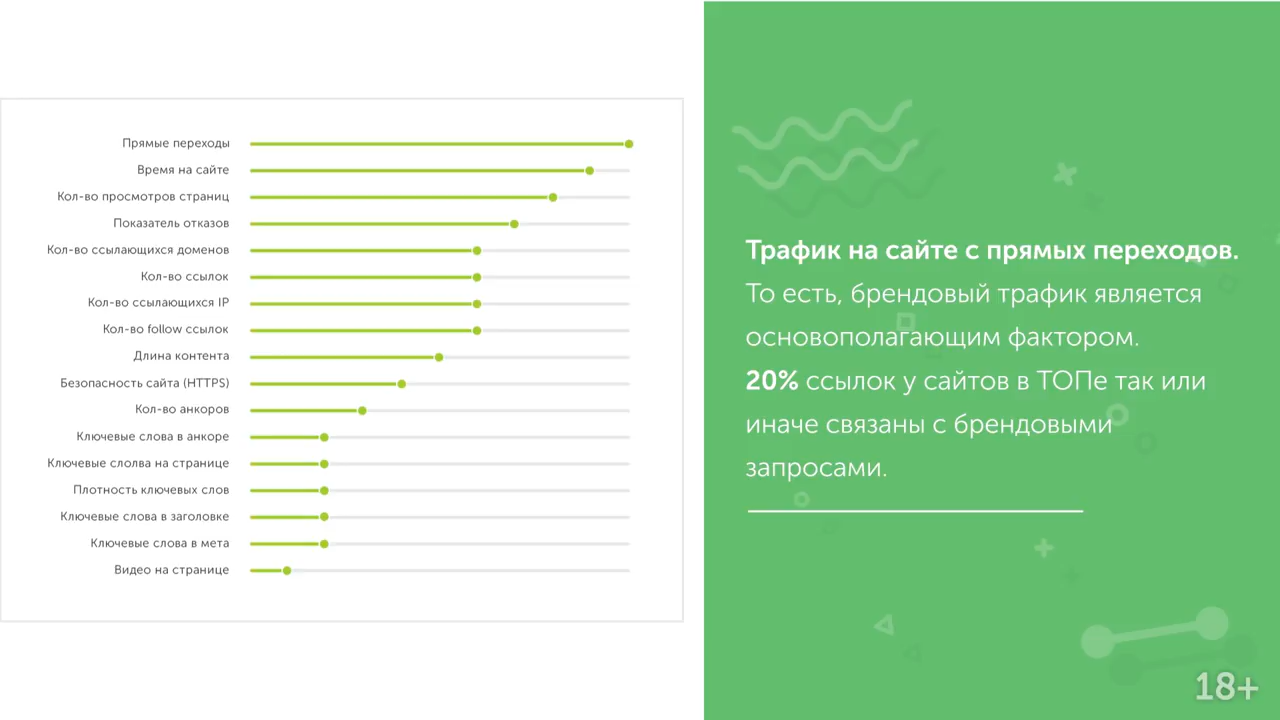 Прямые переходы
Время на сайте
Кол-во просмотров страниц
Показатель отказов
Кол-во ссылающихся доменов
Кол-во ссылок
Кол-во ссылающихся IP
Кол-во follow ссылок
Длина контента
Безопасность сайта (HTTPS)
Кол-во анкоров
Ключевые слова в анкоре
Ключевые слолва на странице
Плотность ключевых слов
Ключевые слова в заголовке
Ключевые слова в мета
Видео на странице
Трафик на сайте с прямых переходов.
То есть, брендовый трафик является
основополагающим фактором.
20% ссылок у сайтов в ТОПе так или
иначе связаны с брендовыми
запросами.
18+